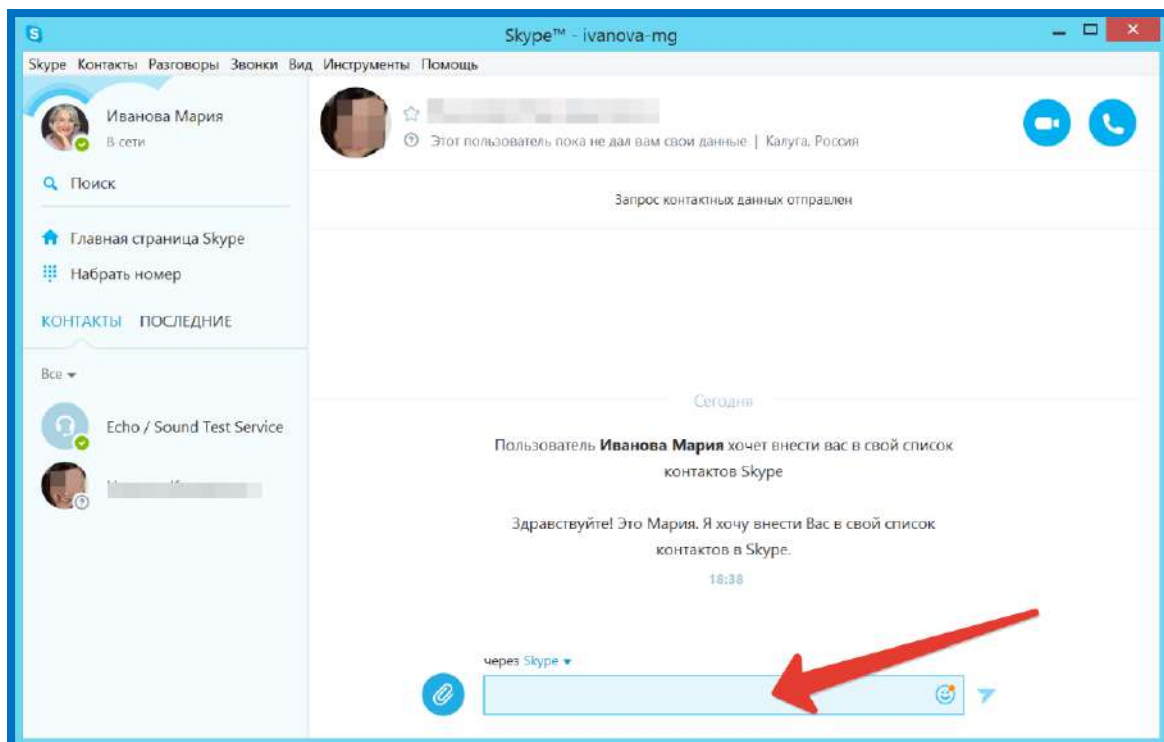 Skype™ - ivanova-mg
Skype Контакты Разговоры Звонки Вид Инструменты Помощь
Иванова Мария
В сети
Этот пользователь пока не дал вам свои данные | Калуга, Россия
Поиск
Запрос контактных данных отправлен
Главная страница Skype
Набрать номер
КОНТАКТЫ ПОСЛЕДНИЕ
Все
Сегодня
Echo / Sound Test Service
Пользователь Иванова Мария хочет внести вас в свой список
контактов Skype
Здравствуйте! Это Мария. Я хочу внести Вас в свой список
контактов в Skype.
18:38
через Skype